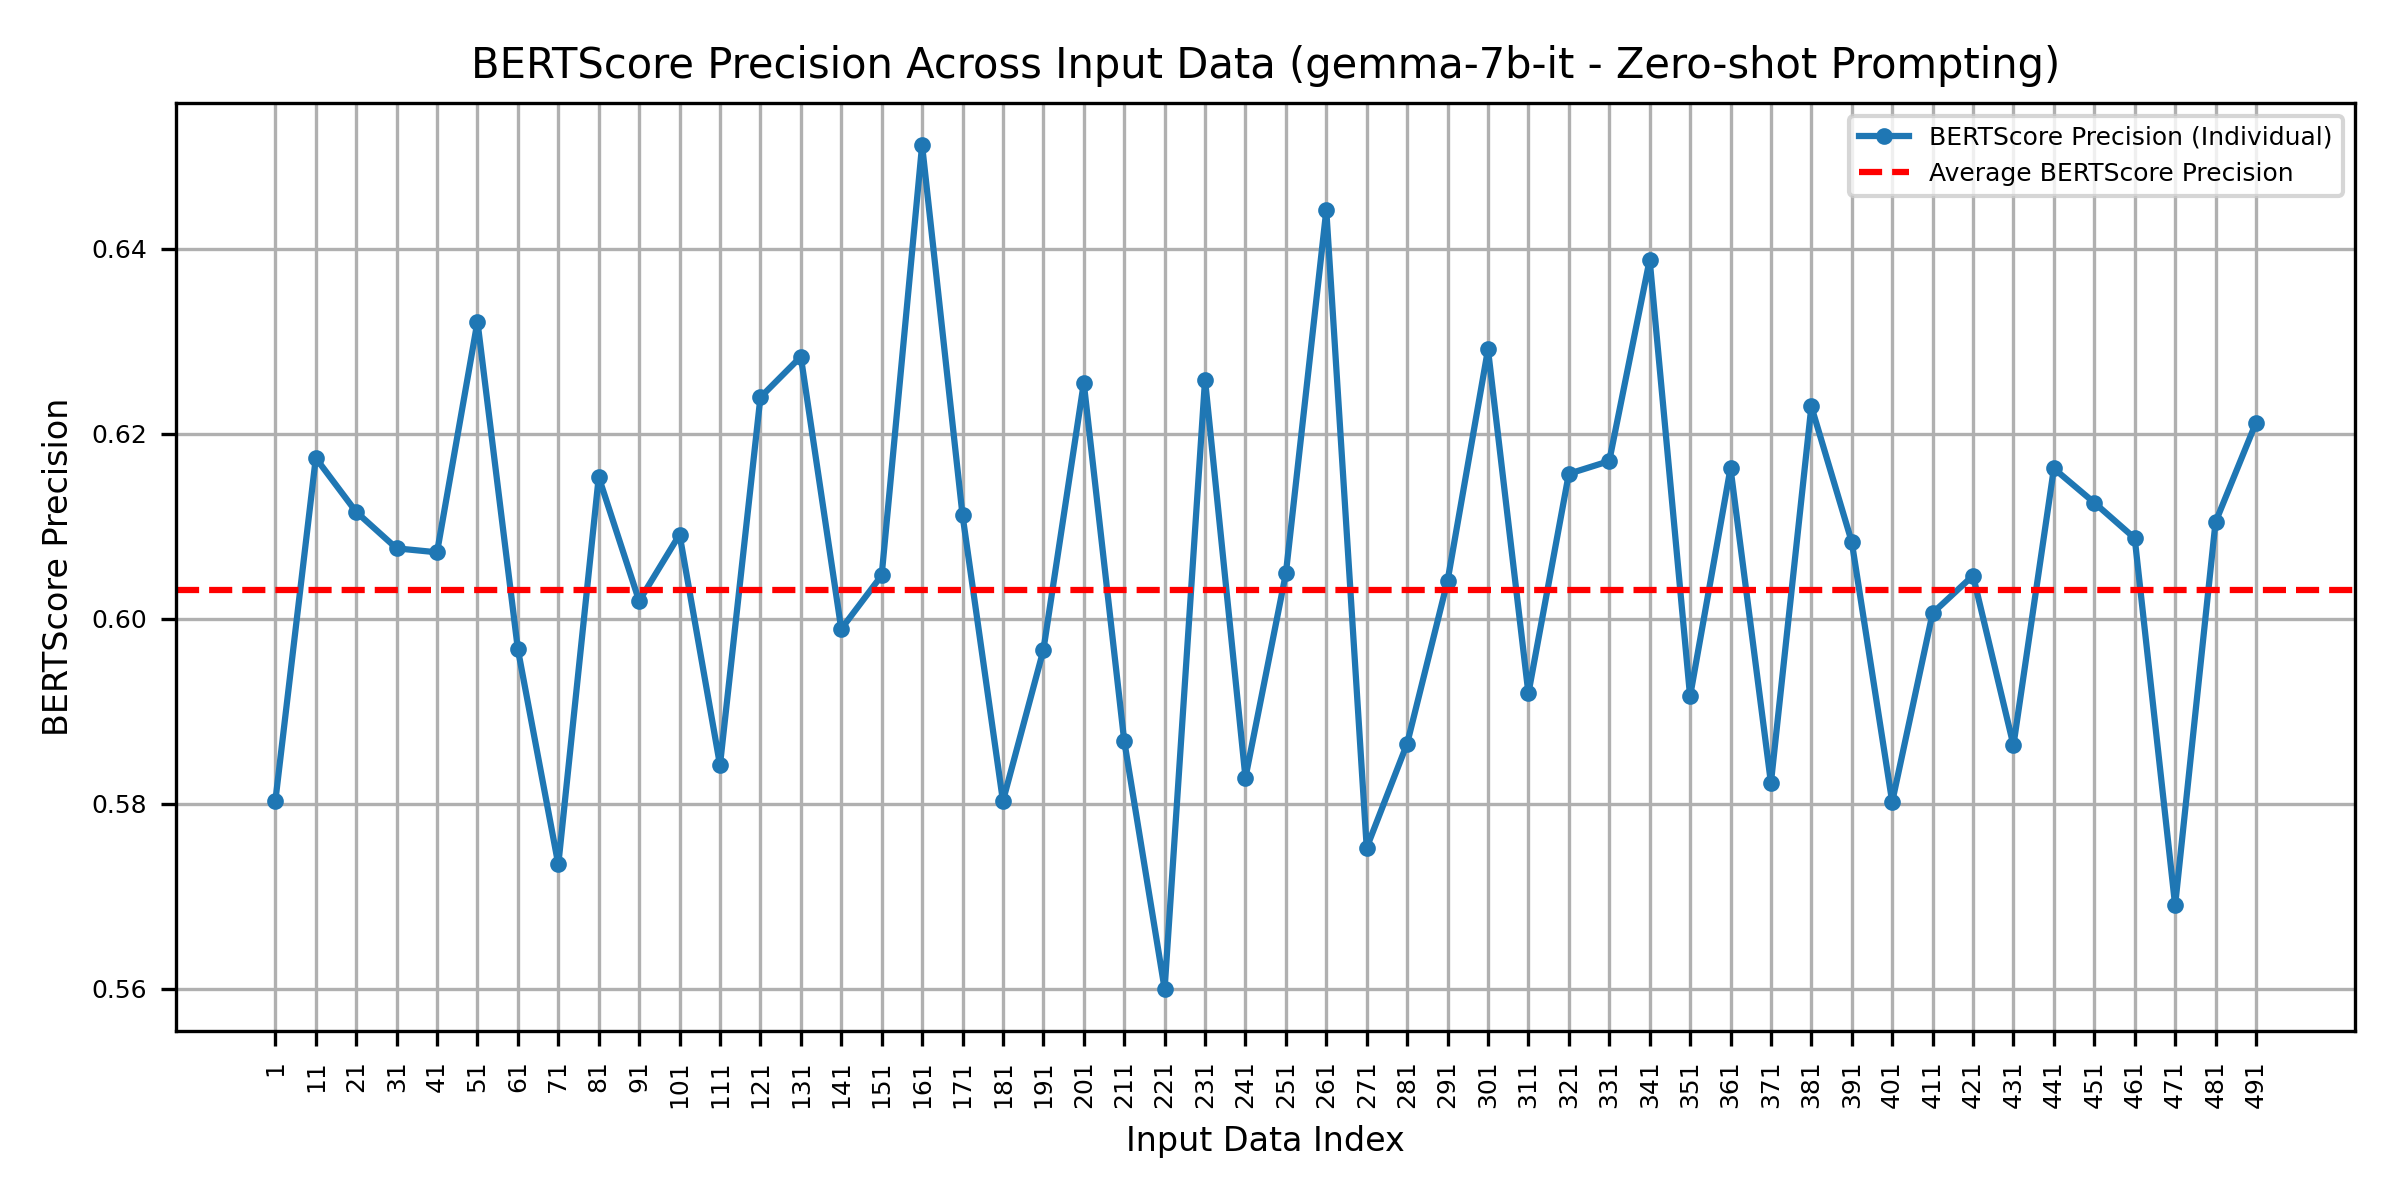 BERTScore Precision Across Input Data (gemma-7b-it - Zero-shot Prompting)
BERTScore Precision (Individual)
Average BERTScore Precision
BERTScore Precision
0.64
0.62
0.60
0.58
0.56
1 11 21 31 41 51 61 71 81 91 101 111 121 131 141 151 161 171 181 191 201 211 221 231 241 251 261 271 281 291 301 311 321 331 341 351 361 371 381 391 401 411 421 431 441 451 461 471 481 491
Input Data Index